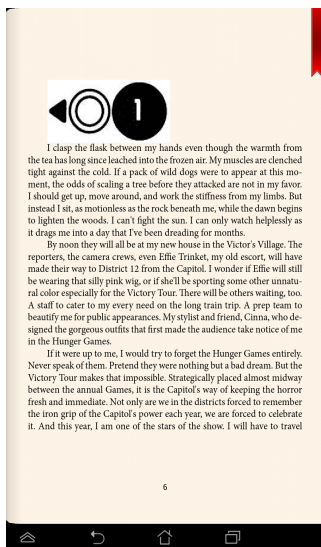 1
I clasp the flask between my hands even though the warmth from
the tea has long since leached into the frozen air. My muscles are clenched
tight against the cold. If a pack of wild dogs were to appear at this mo-
ment, the odds of scaling a tree before they attacked are not in my favor.
I should get up, move around, and work the stiffness from my limbs. But
instead I sit, as motionless as the rock beneath me, while the dawn begins
to lighten the woods. I can't fight the sun. I can only watch helplessly as
it drags me into a day that I've been dreading for months.
By noon they will all be at my new house in the Victor's Village. The
reporters, the camera crews, even Effie Trinket, my old escort, will have
made their way to District 12 from the Capitol. I wonder if Effie will still
be wearing that silly pink wig, or if she'll be sporting some other unnatu-
ral color especially for the Victory Tour. There will be others waiting, too.
A staff to cater to my every need on the long train trip. A prep team to
beautify me for public appearances. My stylist and friend, Cinna, who de-
signed the gorgeous outfits that first made the audience take notice of me
in the Hunger Games.
If it were up to me, I would try to forget the Hunger Games entirely.
Never speak of them. Pretend they were nothing but a bad dream. But the
Victory Tour makes that impossible. Strategically placed almost midway
between the annual Games, it is the Capitol's way of keeping the horror
fresh and immediate. Not only are we in the districts forced to remember
the iron grip of the Capitol's power each year, we are forced to celebrate
it. And this year, I am one of the stars of the show. I will have to travel
6